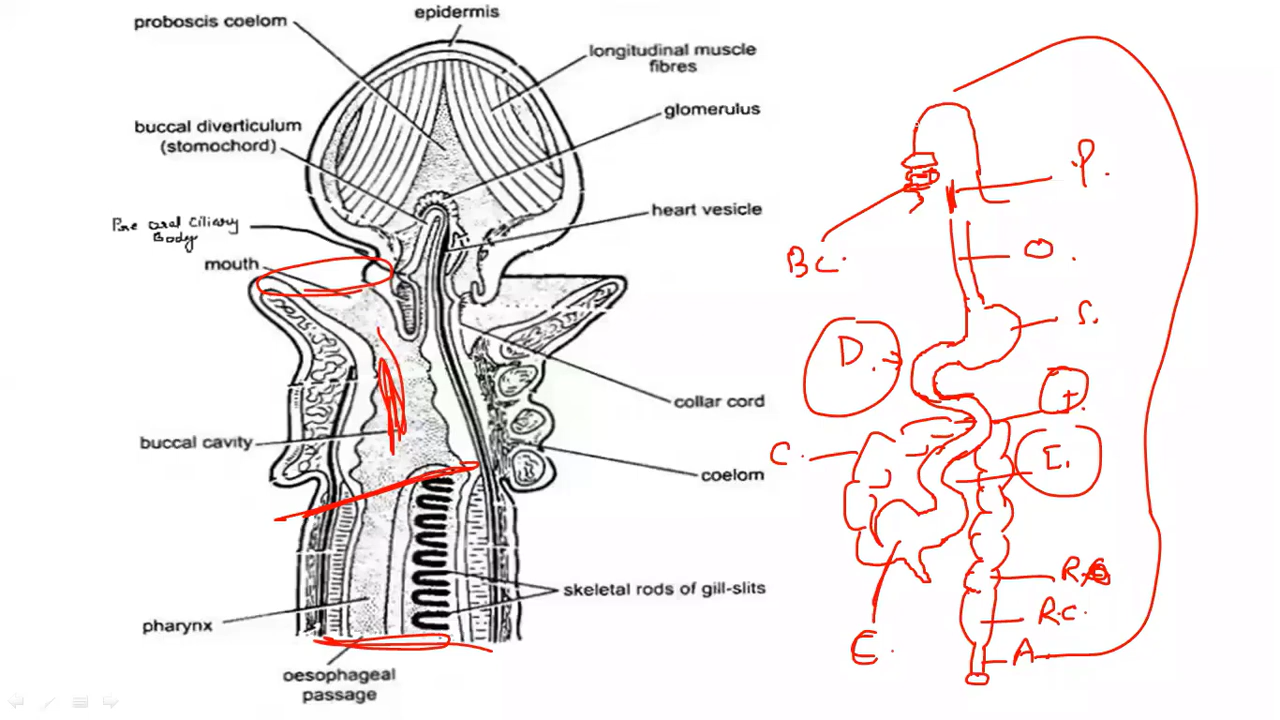 proboscis coelom
epidermis
longitudinal muscle
fibres
glomerulus
buccal diverticulum
(stomochord)
heart vesicle
Pre oral ciliary
Body
mouth
collar cord
buccal cavity
coelom
skeletal rods of gill-slits
pharynx
oesophageal
passage
P.
BC.
O.
S.
D.
I.
C.
R.C.
E.
A